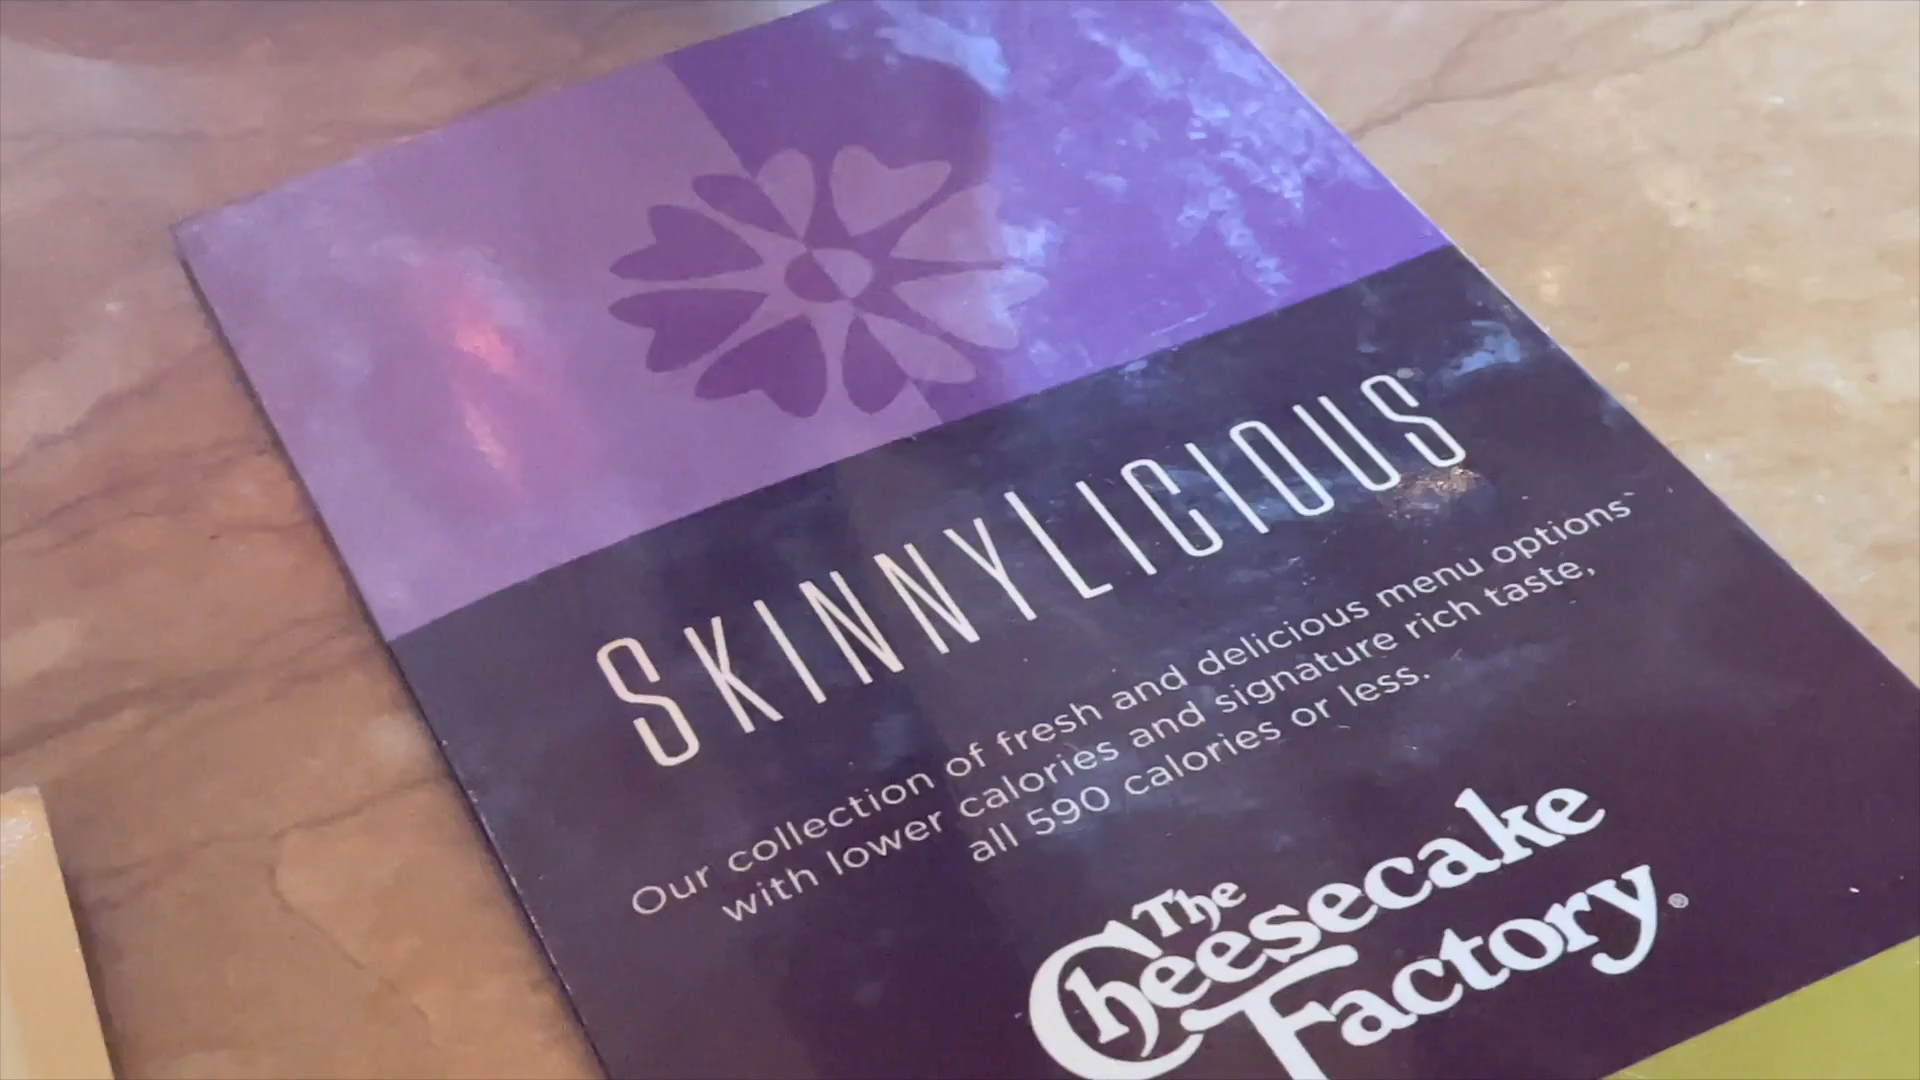 SKINNYLICIOUS®
Our collection of fresh and delicious menu options
with lower calories and signature rich taste,
all 590 calories or less.
The
Cheesecake
Factory®